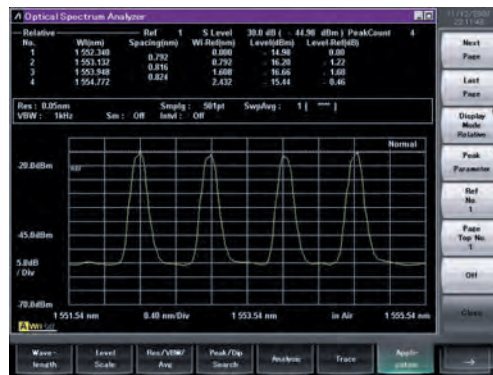 Optical Spectrum Analyzer
Relative Ref 1 S Level 30.0 dB ( - 44.98 dBm ) PeakCount 4
No. Wl(nm) Spacing(nm) Wl-Ref(nm) Level(dBm) Level-Ref(dB)
1 1 552.340 0.000 - 14.98 0.00
0.792
2 1 553.132 0.792 - 16.20 - 1.22
0.816
3 1 553.948 1.608 - 16.66 - 1.68
0.824
4 1 554.772 2.432 - 15.44 - 0.46
Res : 0.05nm Smplg : 501pt SwpAvg : 1 [ --- ]
VBW : 1kHz Sm : Off Intvl : Off
Normal
-20.0dBm
REF
-45.0dBm
5.0dB
/ Div
-70.0dBm
1 551.54 nm 0.40 nm/Div 1 553.54 nm in Air 1 555.54 nm
Next
Page
Last
Page
Display
Mode
Relative
Peak
Parameter
Ref
No.
1
Page
Top No.
1
Off
Close
Wave-
length
Level
Scale
Res/VBW/
Avg
Peak/Dip
Search
Analysis
Trace
Appli-
cation
→